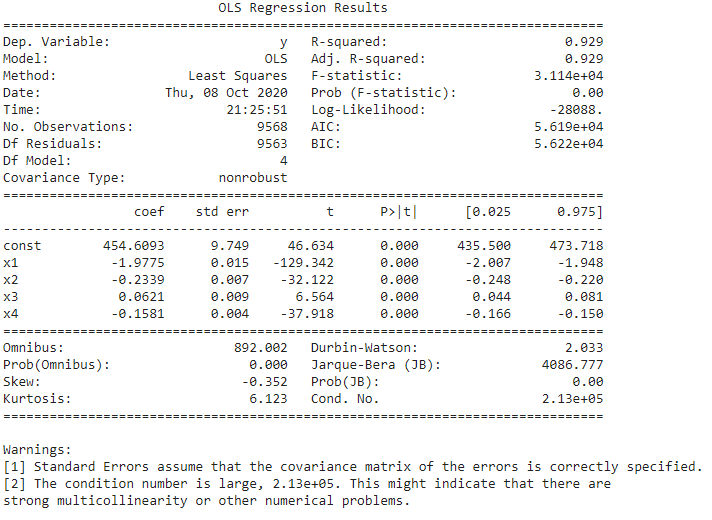 OLS Regression Results
==============================================================================
Dep. Variable: y R-squared: 0.929
Model: OLS Adj. R-squared: 0.929
Method: Least Squares F-statistic: 3.114e+04
Date: Thu, 08 Oct 2020 Prob (F-statistic): 0.00
Time: 21:25:51 Log-Likelihood: -28088.
No. Observations: 9568 AIC: 5.619e+04
Df Residuals: 9563 BIC: 5.622e+04
Df Model: 4
Covariance Type: nonrobust
==============================================================================
coef std err t P>|t| [0.025 0.975]
------------------------------------------------------------------------------
const 454.6093 9.749 46.634 0.000 435.500 473.718
x1 -1.9775 0.015 -129.342 0.000 -2.007 -1.948
x2 -0.2339 0.007 -32.122 0.000 -0.248 -0.220
x3 0.0621 0.009 6.564 0.000 0.044 0.081
x4 -0.1581 0.004 -37.918 0.000 -0.166 -0.150
==============================================================================
Omnibus: 892.002 Durbin-Watson: 2.033
Prob(Omnibus): 0.000 Jarque-Bera (JB): 4086.777
Skew: -0.352 Prob(JB): 0.00
Kurtosis: 6.123 Cond. No. 2.13e+05
==============================================================================
Warnings:
[1] Standard Errors assume that the covariance matrix of the errors is correctly specified.
[2] The condition number is large, 2.13e+05. This might indicate that there are
strong multicollinearity or other numerical problems.